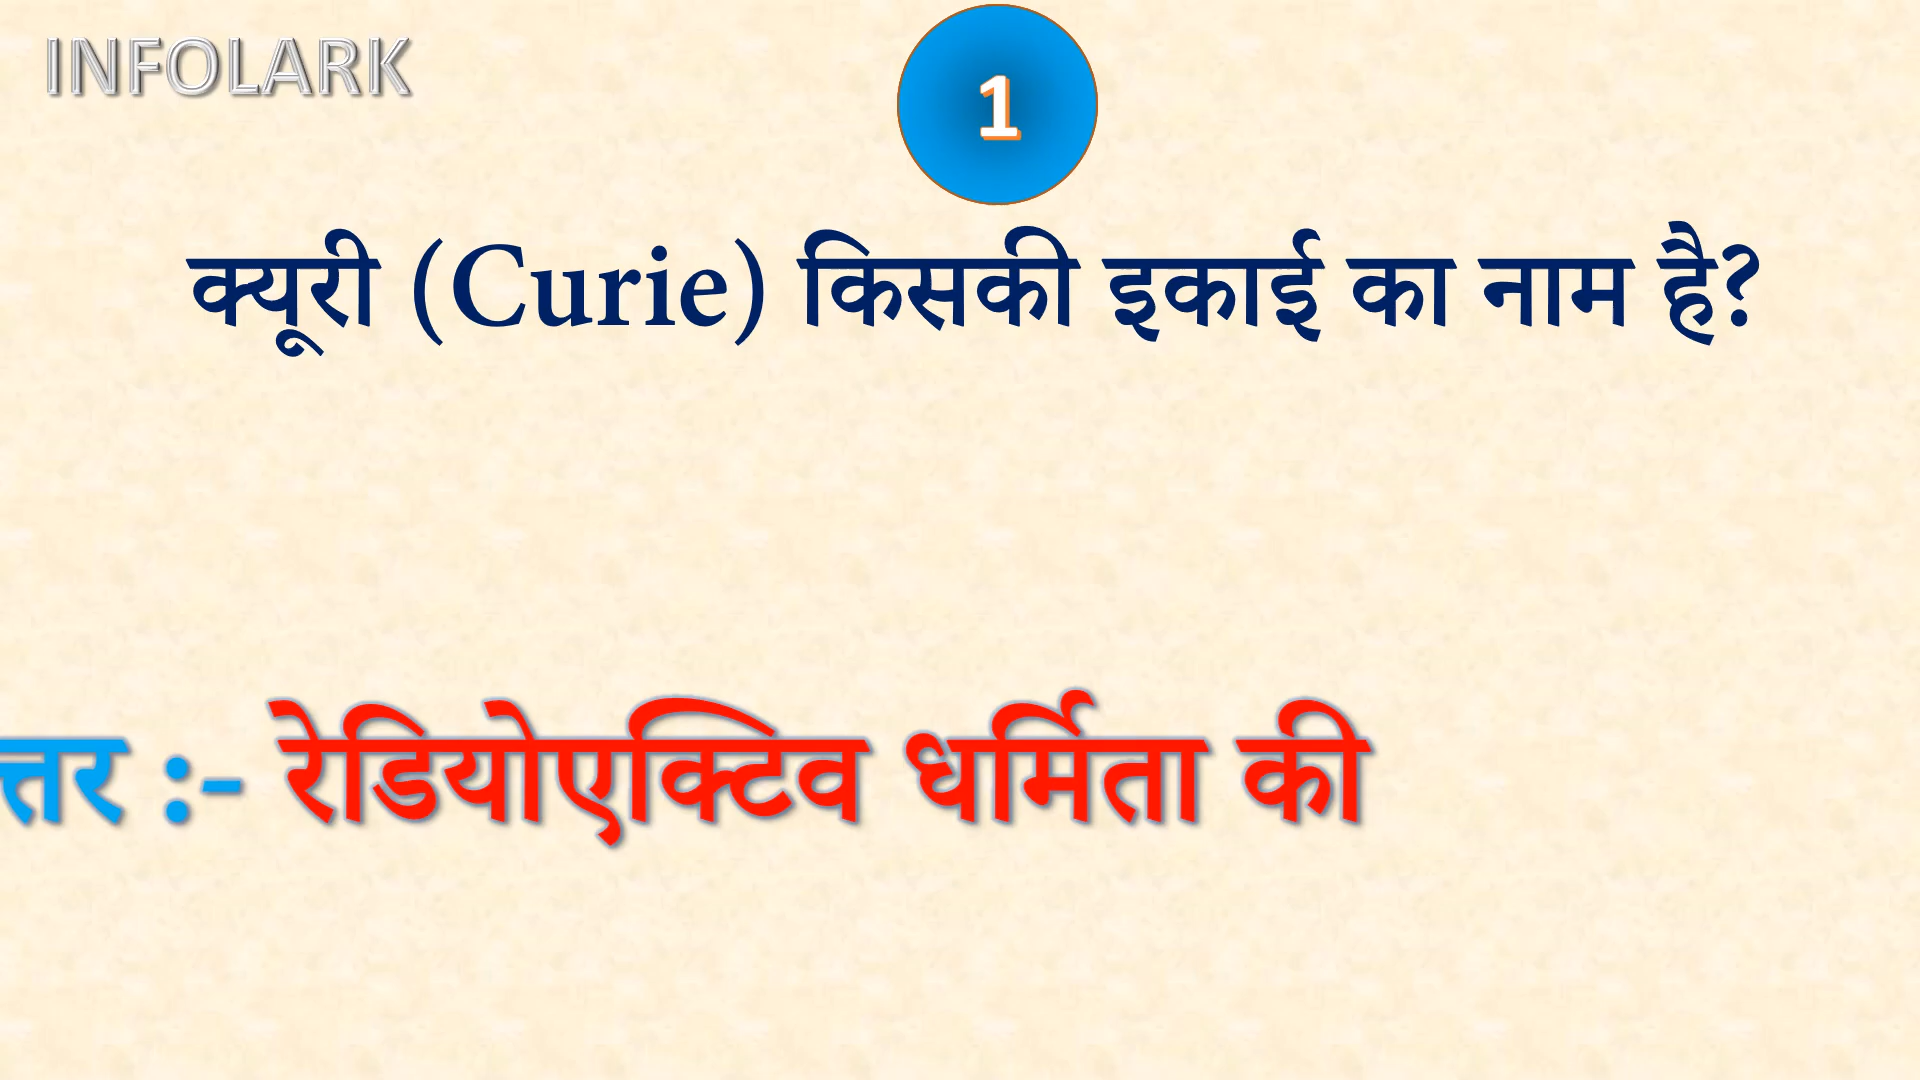 INFOLARK
1
क्यूरी (Curie) किसकी इकाई का नाम है?
त्तर :- रेडियोएक्टिव धर्मिता की